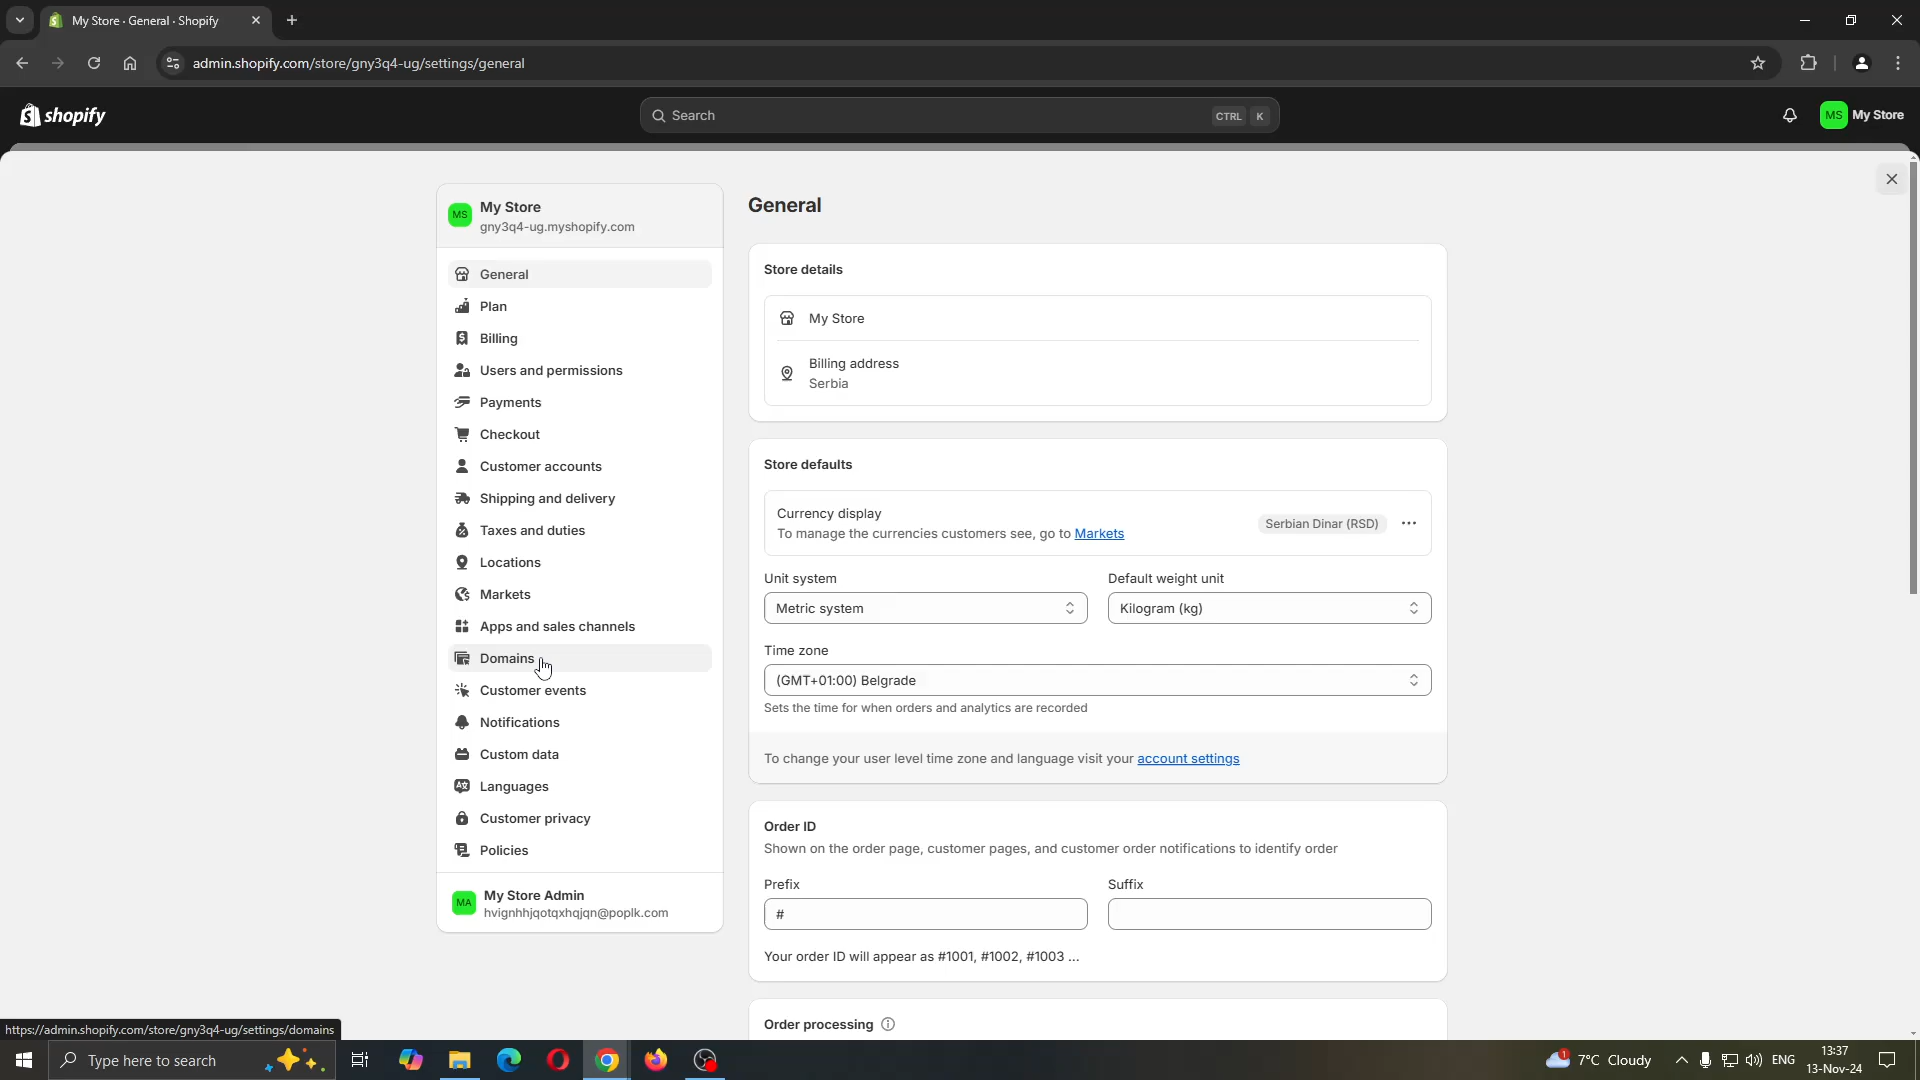 My Store · General · Shopify
admin.shopify.com/store/gny3q4-ug/settings/general
shopify
Search
CTRL K
MS
My Store
MS
My Store
gny3q4-ug.myshopify.com
General
Plan
Billing
Users and permissions
Payments
Checkout
Customer accounts
Shipping and delivery
Taxes and duties
Locations
Markets
Apps and sales channels
Domains
Customer events
Notifications
Custom data
Languages
Customer privacy
Policies
MA
My Store Admin
hvignhhjqotqxhqjqn@poplk.com
General
Store details
My Store
Billing address
Serbia
Store defaults
Currency display
To manage the currencies customers see, go to Markets
Serbian Dinar (RSD)
Unit system
Default weight unit
Metric system
Kilogram (kg)
Time zone
(GMT+01:00) Belgrade
Sets the time for when orders and analytics are recorded
To change your user level time zone and language visit your account settings
Order ID
Shown on the order page, customer pages, and customer order notifications to identify order
Prefix
Suffix
#
Your order ID will appear as #1001, #1002, #1003 ...
Order processing
https://admin.shopify.com/store/gny3q4-ug/settings/domains
Type here to search
1
7°C Cloudy
ENG
13:37
13-Nov-24